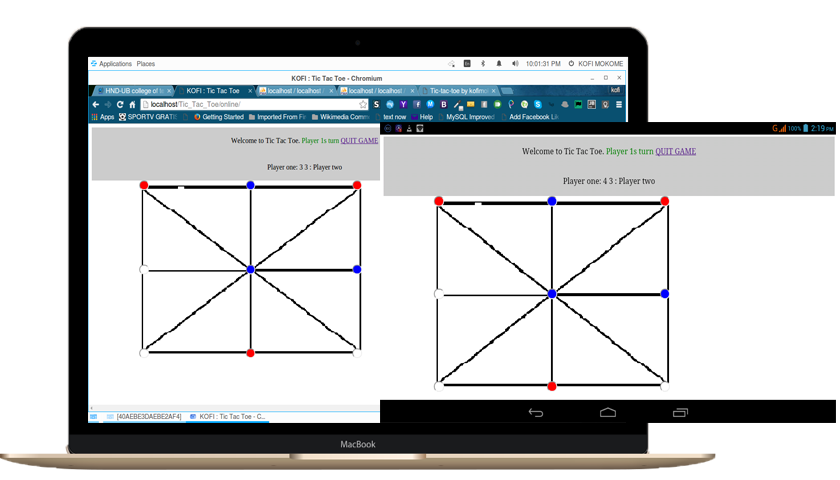 Applications Places
10:01:31 PM KOFI MOKOME
KOFI : Tic Tac Toe - Chromium
HND-UB college of te KOFI : Tic Tac Toe localhost / localhost / localhost / localhost / Tic-tac-toe by kofim kofi
localhost/Tic_Tac_Toe/online/
Apps SPORTV GRATI Getting Started Imported From Fi Wikimedia Comm text now Help MySQL Improved Add Facebook Li
Welcome to Tic Tac Toe. Player 1s turn QUIT GAME
Player one: 3 3 : Player two
[40AEBE3DAEBE2AF4] KOFI : Tic Tac Toe - C...
G 100% 2:19 PM
Welcome to Tic Tac Toe. Player 1s turn QUIT GAME
Player one: 4 3 : Player two
MacBook